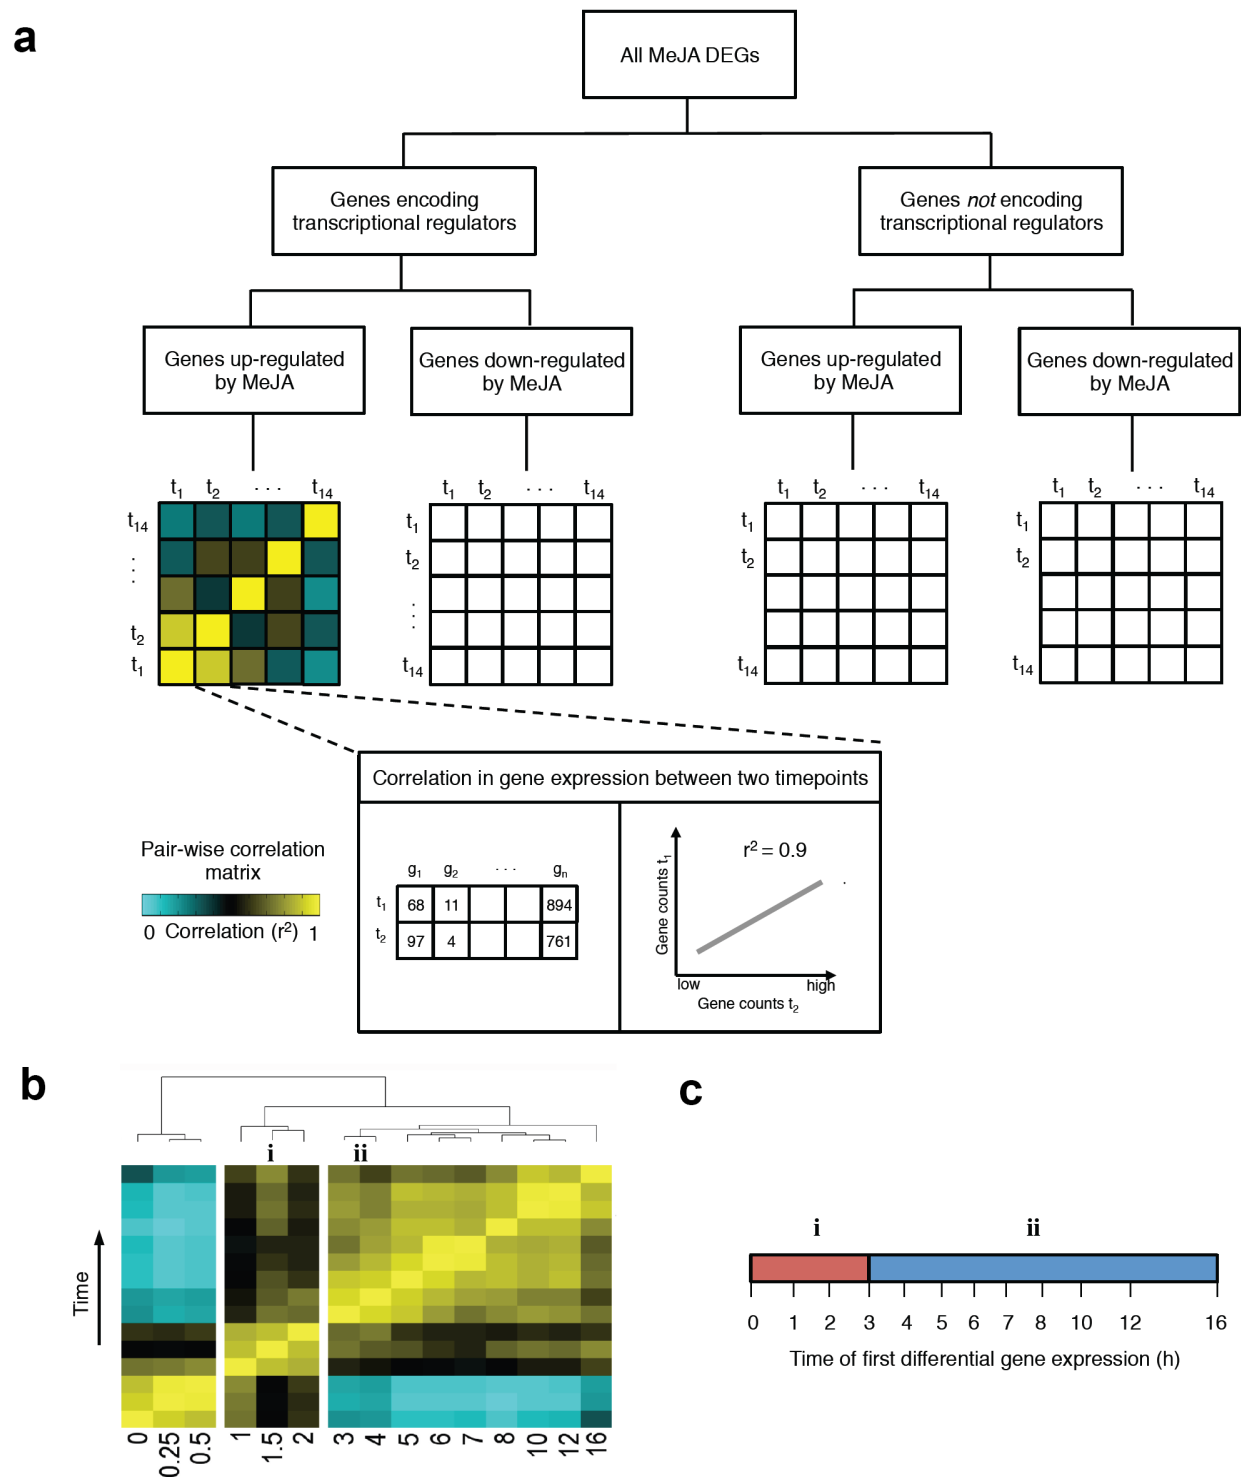 a
All MeJA DEGs
Genes encoding
transcriptional regulators
Genes not encoding
transcriptional regulators
Genes up-regulated
by MeJA
Genes down-regulated
by MeJA
Genes up-regulated
by MeJA
Genes down-regulated
by MeJA
t1 t2 . . . t14
t14
. . .
t2
t1
t1 t2 . . . t14
t1
t2
. . .
t14
t1 t2 . . . t14
t1
t2
t14
t1 t2 . . . t14
t1
t2
t14
Correlation in gene expression between two timepoints
Pair-wise correlation
matrix
0 Correlation (r²) 1
g1 g2 . . . gn
t1 68 11 894
t2 97 4 761
r² = 0.9
Gene counts t1
low high
Gene counts t2
b
i ii
Time
0 0.25 0.5 1 1.5 2 3 4 5 6 7 8 10 12 16
c
i ii
0 1 2 3 4 5 6 7 8 10 12 16
Time of first differential gene expression (h)